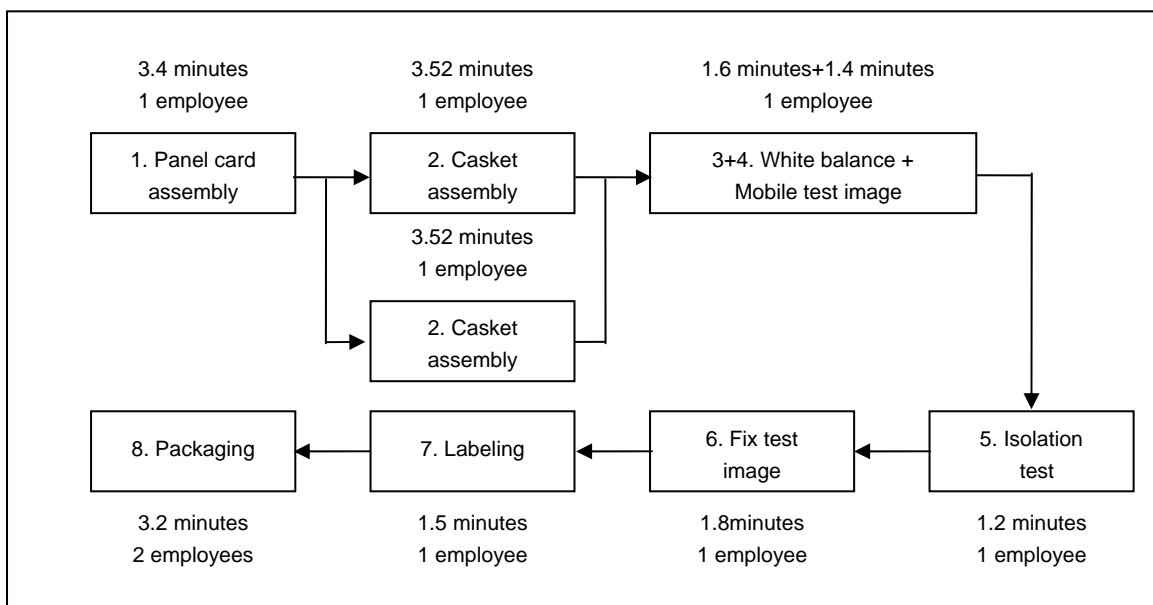 3.4 minutes
1 employee
1. Panel card
assembly
3.52 minutes
1 employee
2. Casket
assembly
3.52 minutes
1 employee
2. Casket
assembly
1.6 minutes+1.4 minutes
1 employee
3+4. White balance +
Mobile test image
5. Isolation
test
1.2 minutes
1 employee
6. Fix test
image
1.8minutes
1 employee
7. Labeling
1.5 minutes
1 employee
8. Packaging
3.2 minutes
2 employees